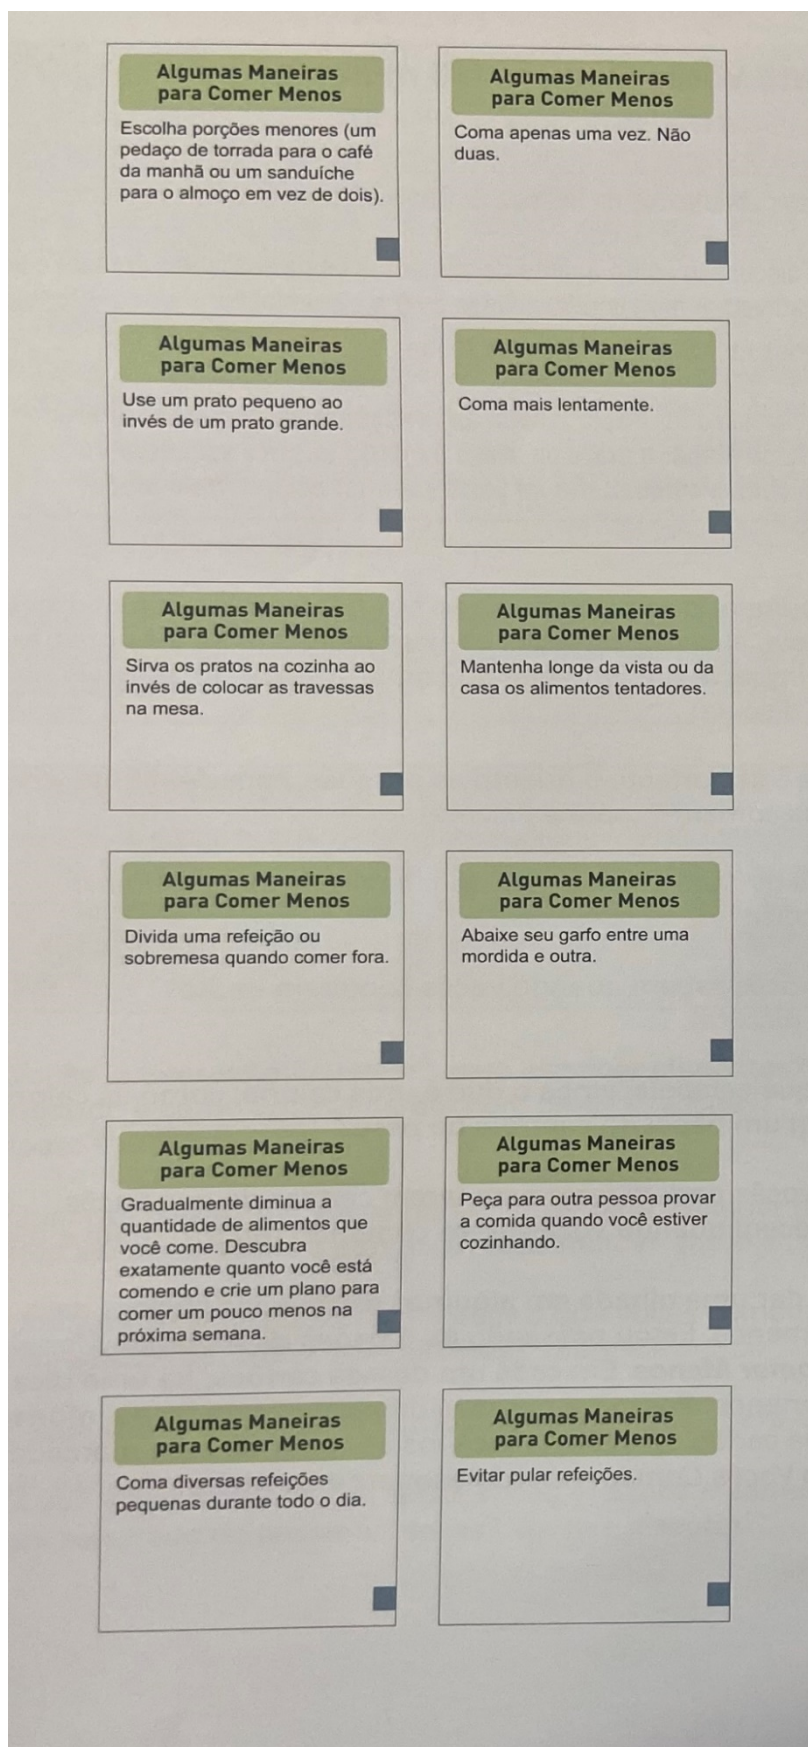 Algumas Maneiras
para Comer Menos
Escolha porções menores (um
pedaço de torrada para o café
da manhã ou um sanduíche
para o almoço em vez de dois).
Algumas Maneiras
para Comer Menos
Coma apenas uma vez. Não
duas.
Algumas Maneiras
para Comer Menos
Use um prato pequeno ao
invés de um prato grande.
Algumas Maneiras
para Comer Menos
Coma mais lentamente.
Algumas Maneiras
para Comer Menos
Sirva os pratos na cozinha ao
invés de colocar as travessas
na mesa.
Algumas Maneiras
para Comer Menos
Mantenha longe da vista ou da
casa os alimentos tentadores.
Algumas Maneiras
para Comer Menos
Divida uma refeição ou
sobremesa quando comer fora.
Algumas Maneiras
para Comer Menos
Abaixe seu garfo entre uma
mordida e outra.
Algumas Maneiras
para Comer Menos
Gradualmente diminua a
quantidade de alimentos que
você come. Descubra
exatamente quanto você está
comendo e crie um plano para
comer um pouco menos na
próxima semana.
Algumas Maneiras
para Comer Menos
Peça para outra pessoa provar
a comida quando você estiver
cozinhando.
Algumas Maneiras
para Comer Menos
Coma diversas refeições
pequenas durante todo o dia.
Algumas Maneiras
para Comer Menos
Evitar pular refeições.